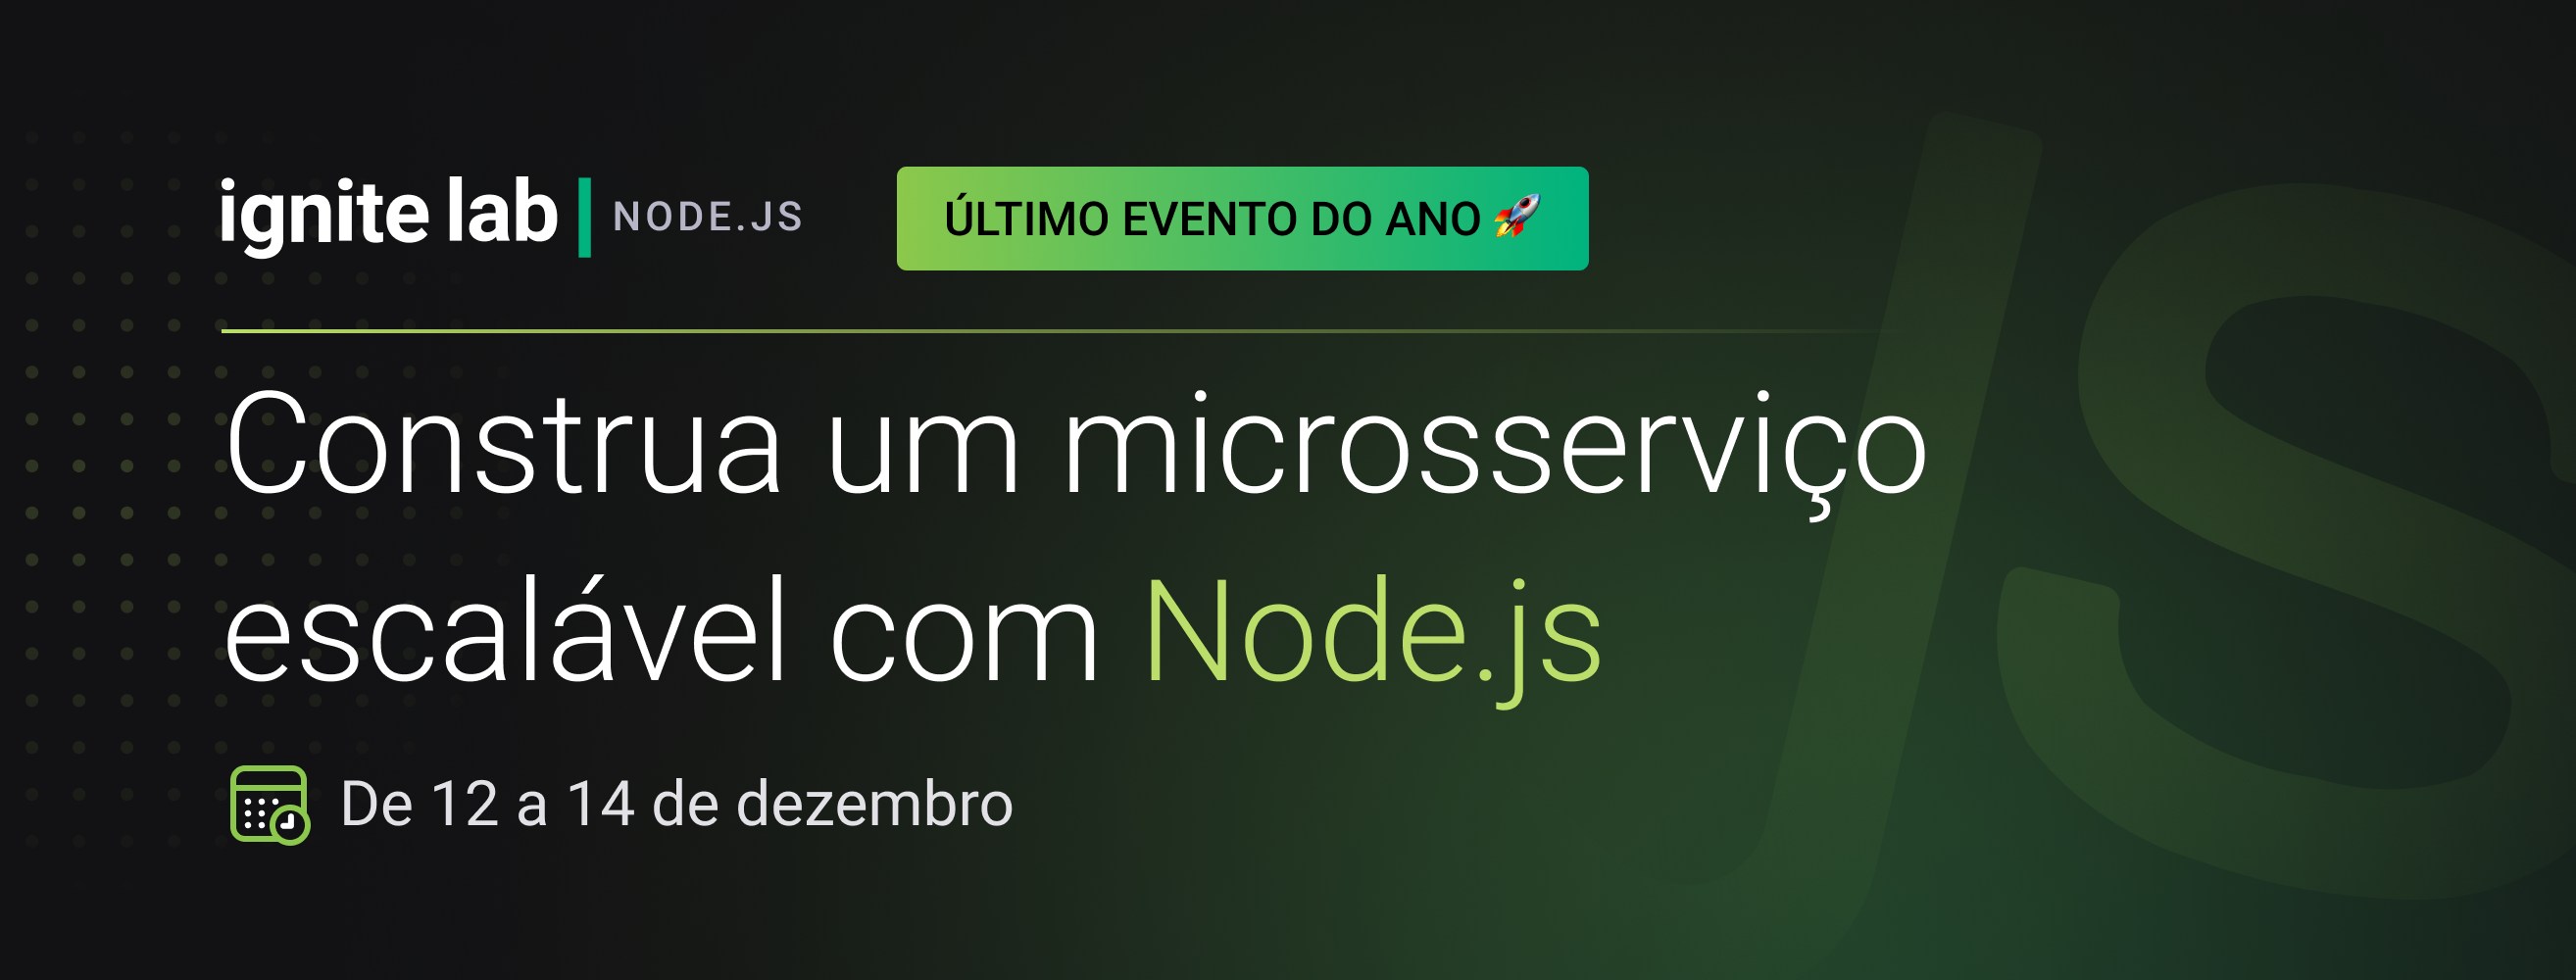 ignite lab | NODE.JS
ÚLTIMO EVENTO DO ANO 🚀
Construa um microsserviço
escalável com Node.js
De 12 a 14 de dezembro
JS